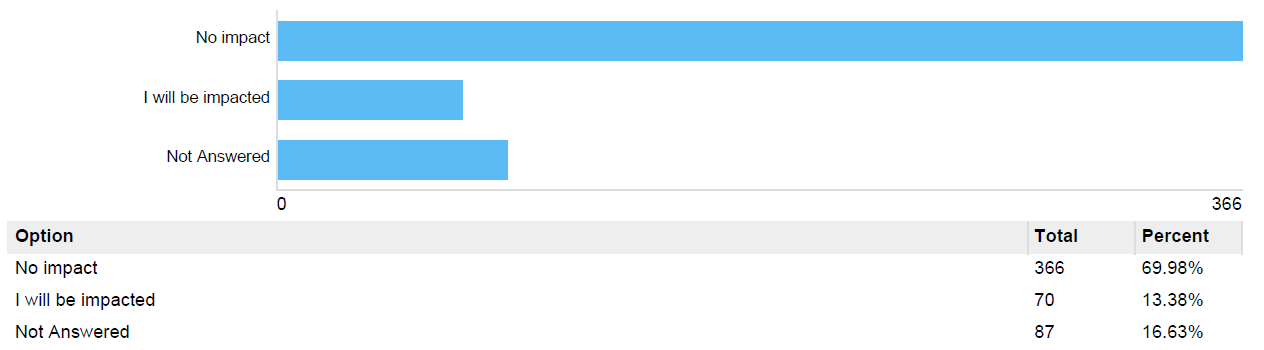 No impact
I will be impacted
Not Answered
0 366
Option Total Percent
No impact 366 69.98%
I will be impacted 70 13.38%
Not Answered 87 16.63%